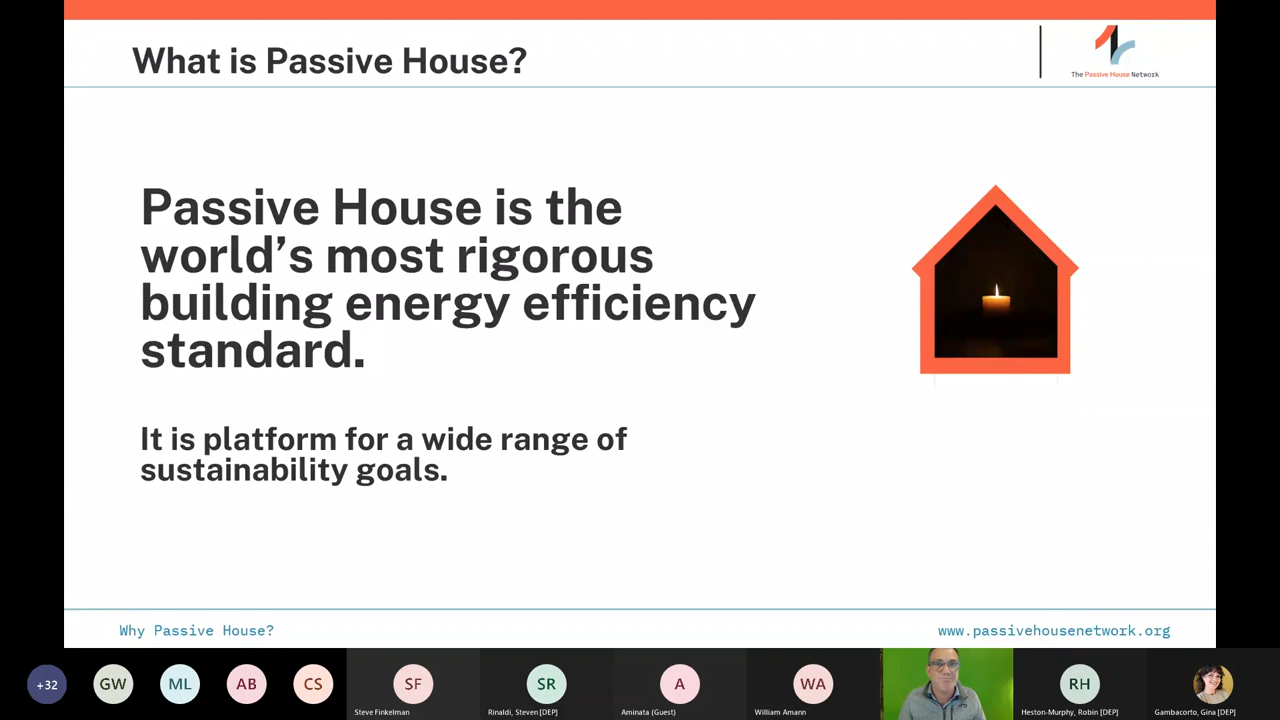 What is Passive House?
The Passive House Network
Passive House is the
world’s most rigorous
building energy efficiency
standard.
It is platform for a wide range of
sustainability goals.
Why Passive House?
www.passivehousenetwork.org
+32
GW
ML
AB
CS
SF
SR
A
WA
RH
Steve Finkelman
Rinaldi, Steven [DEP]
Aminata (Guest)
William Amann
Heston-Murphy, Robin [DEP]
Gambacorto, Gina [DEP]